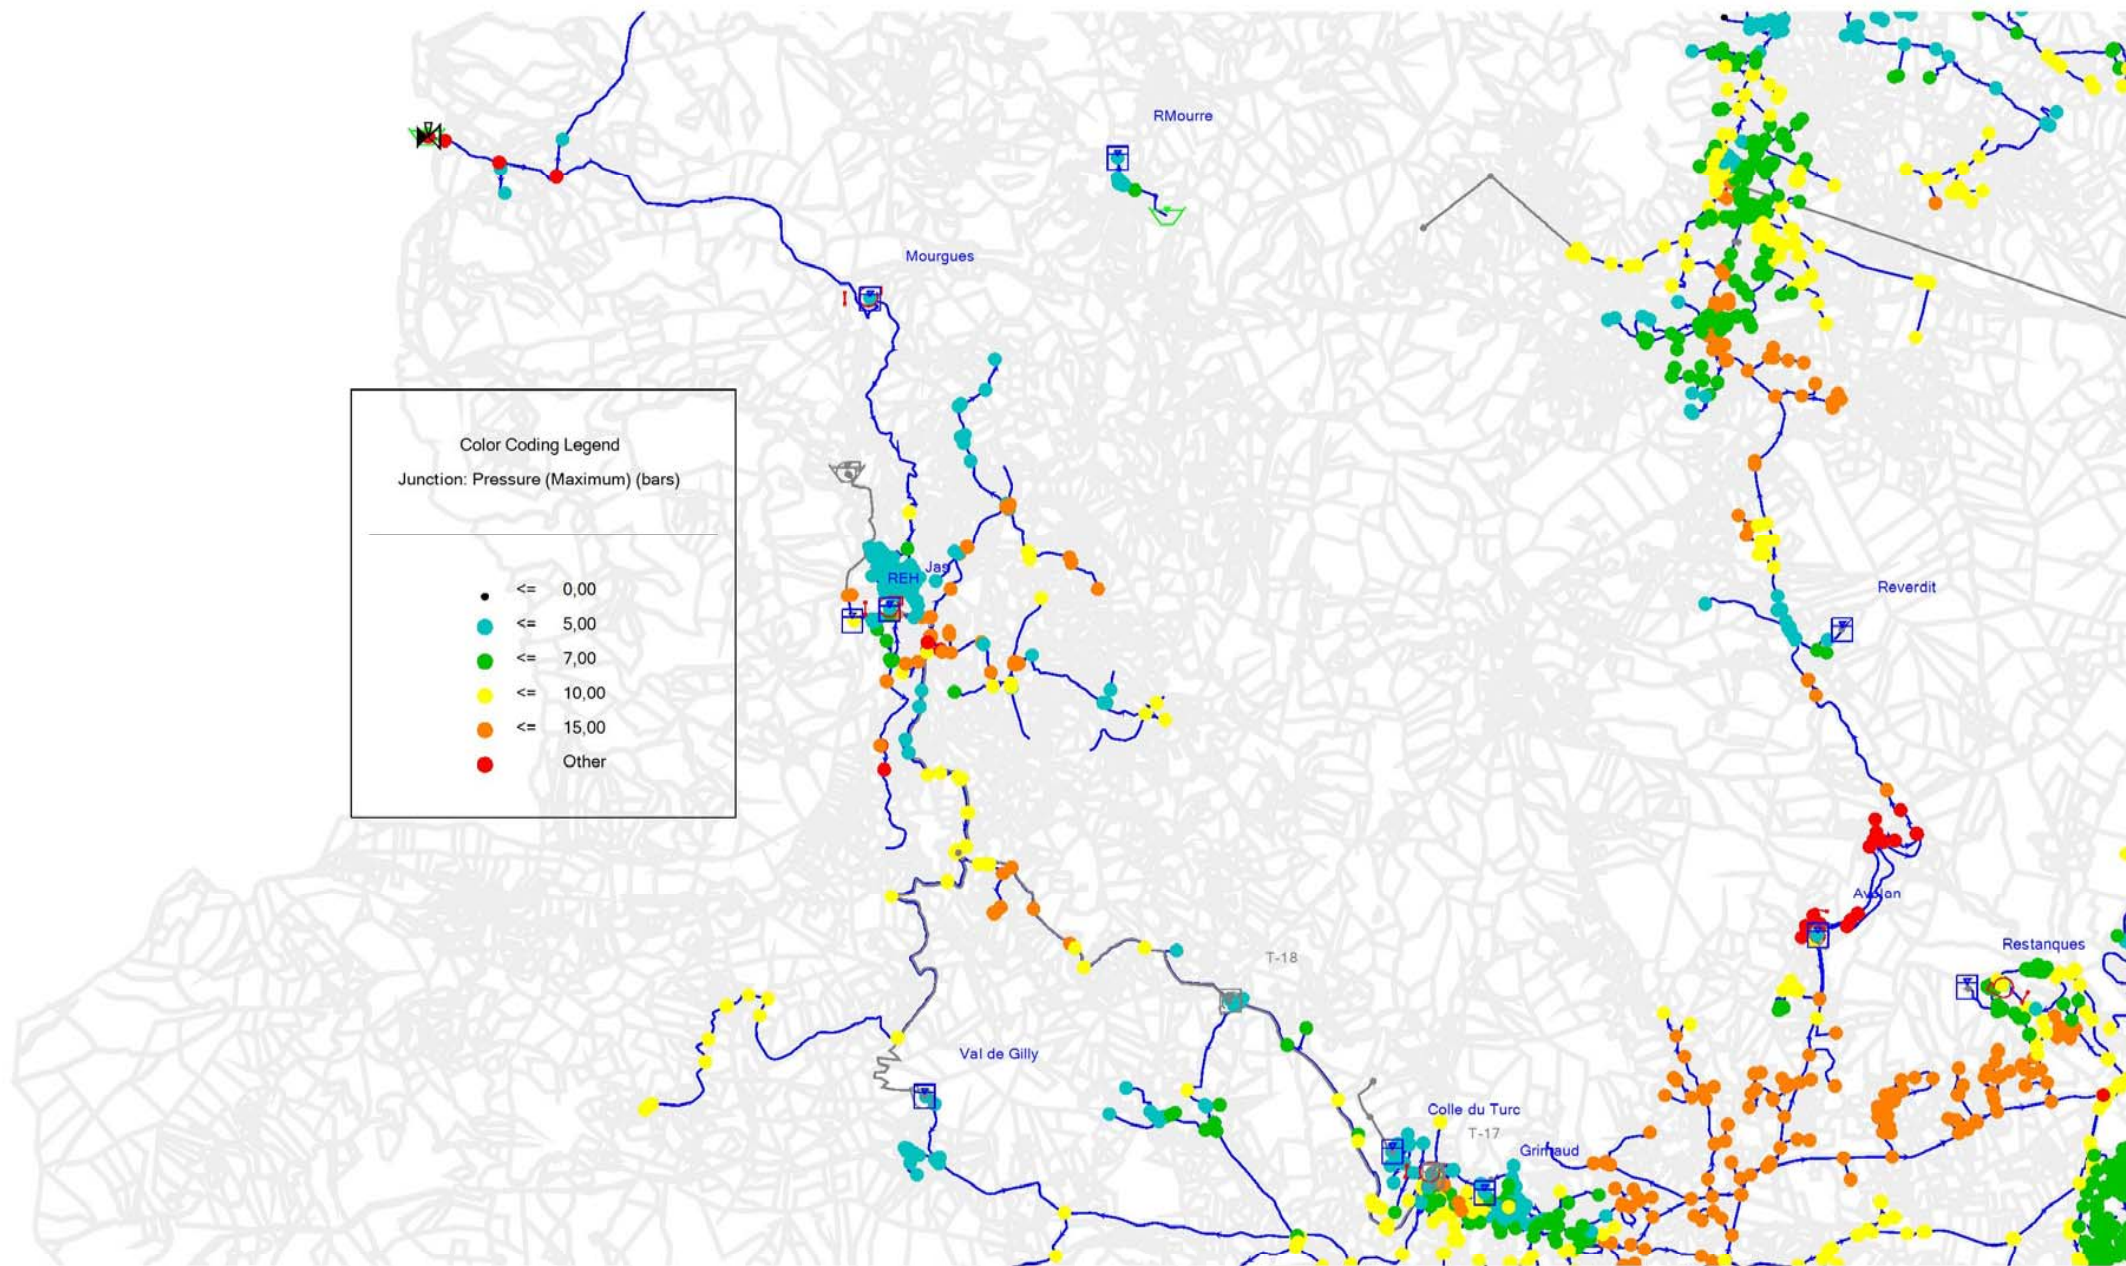 RMourre
Mourgues
Color Coding Legend
Junction: Pressure (Maximum) (bars)
Jas
REH
<= 0,00
<= 5,00
<= 7,00
<= 10,00
<= 15,00
Other
Reverdit
Avelan
Restanques
T-18
Val de Gilly
Colle du Turc
T-17
Grimaud